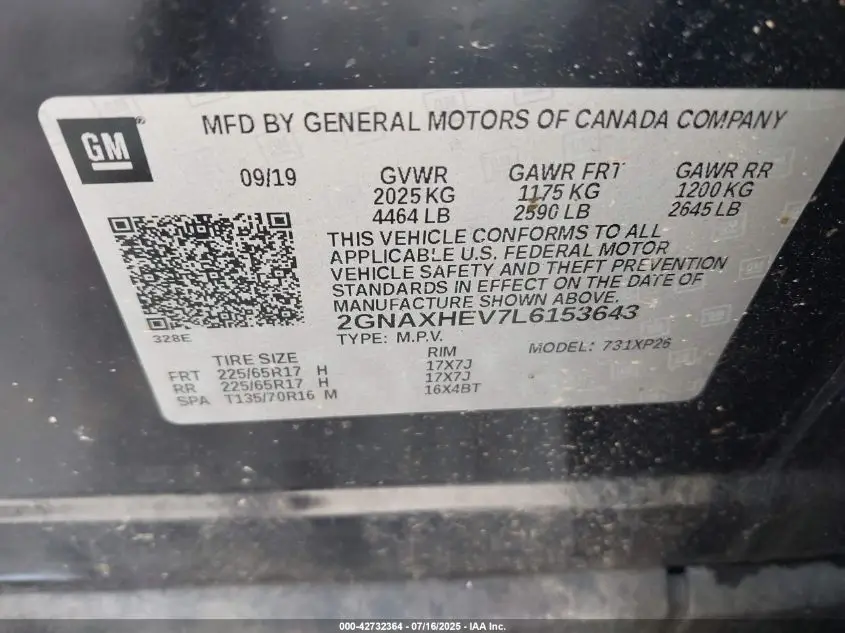 GM
MFD BY GENERAL MOTORS OF CANADA COMPANY
09/19 GVWR GAWR FRT GAWR RR
2025 KG 1175 KG 1200 KG
4464 LB 2590 LB 2645 LB
THIS VEHICLE CONFORMS TO ALL
APPLICABLE U.S. FEDERAL MOTOR
VEHICLE SAFETY AND THEFT PREVENTION
STANDARDS IN EFFECT ON THE DATE OF
MANUFACTURE SHOWN ABOVE.
2GNAXHEV7L6153643
328E
TYPE: M.P.V. MODEL: 731XP26
TIRE SIZE RIM
FRT 225/65R17 H 17X7J
RR 225/65R17 H 17X7J
SPA T135/70R16 M 16X4BT
000-42732364 - 07/16/2025 - IAA Inc.